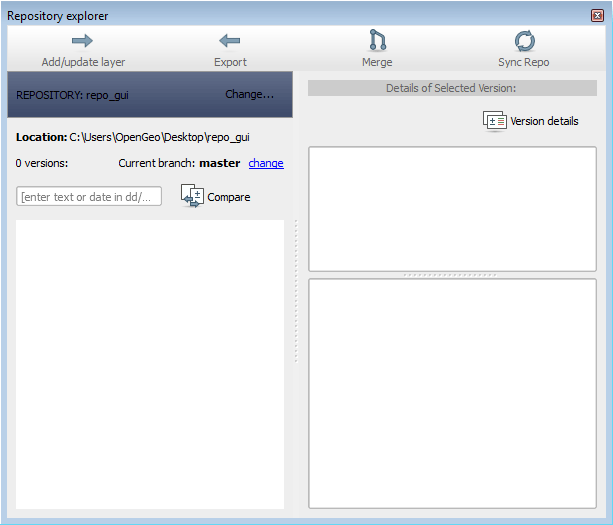 Repository explorer
Add/update layer
Export
Merge
Sync Repo
REPOSITORY: repo_gui
Change...
Details of Selected Version:
Version details
Location: C:\Users\OpenGeo\Desktop\repo_gui
0 versions:
Current branch: master change
[enter text or date in dd/...
Compare